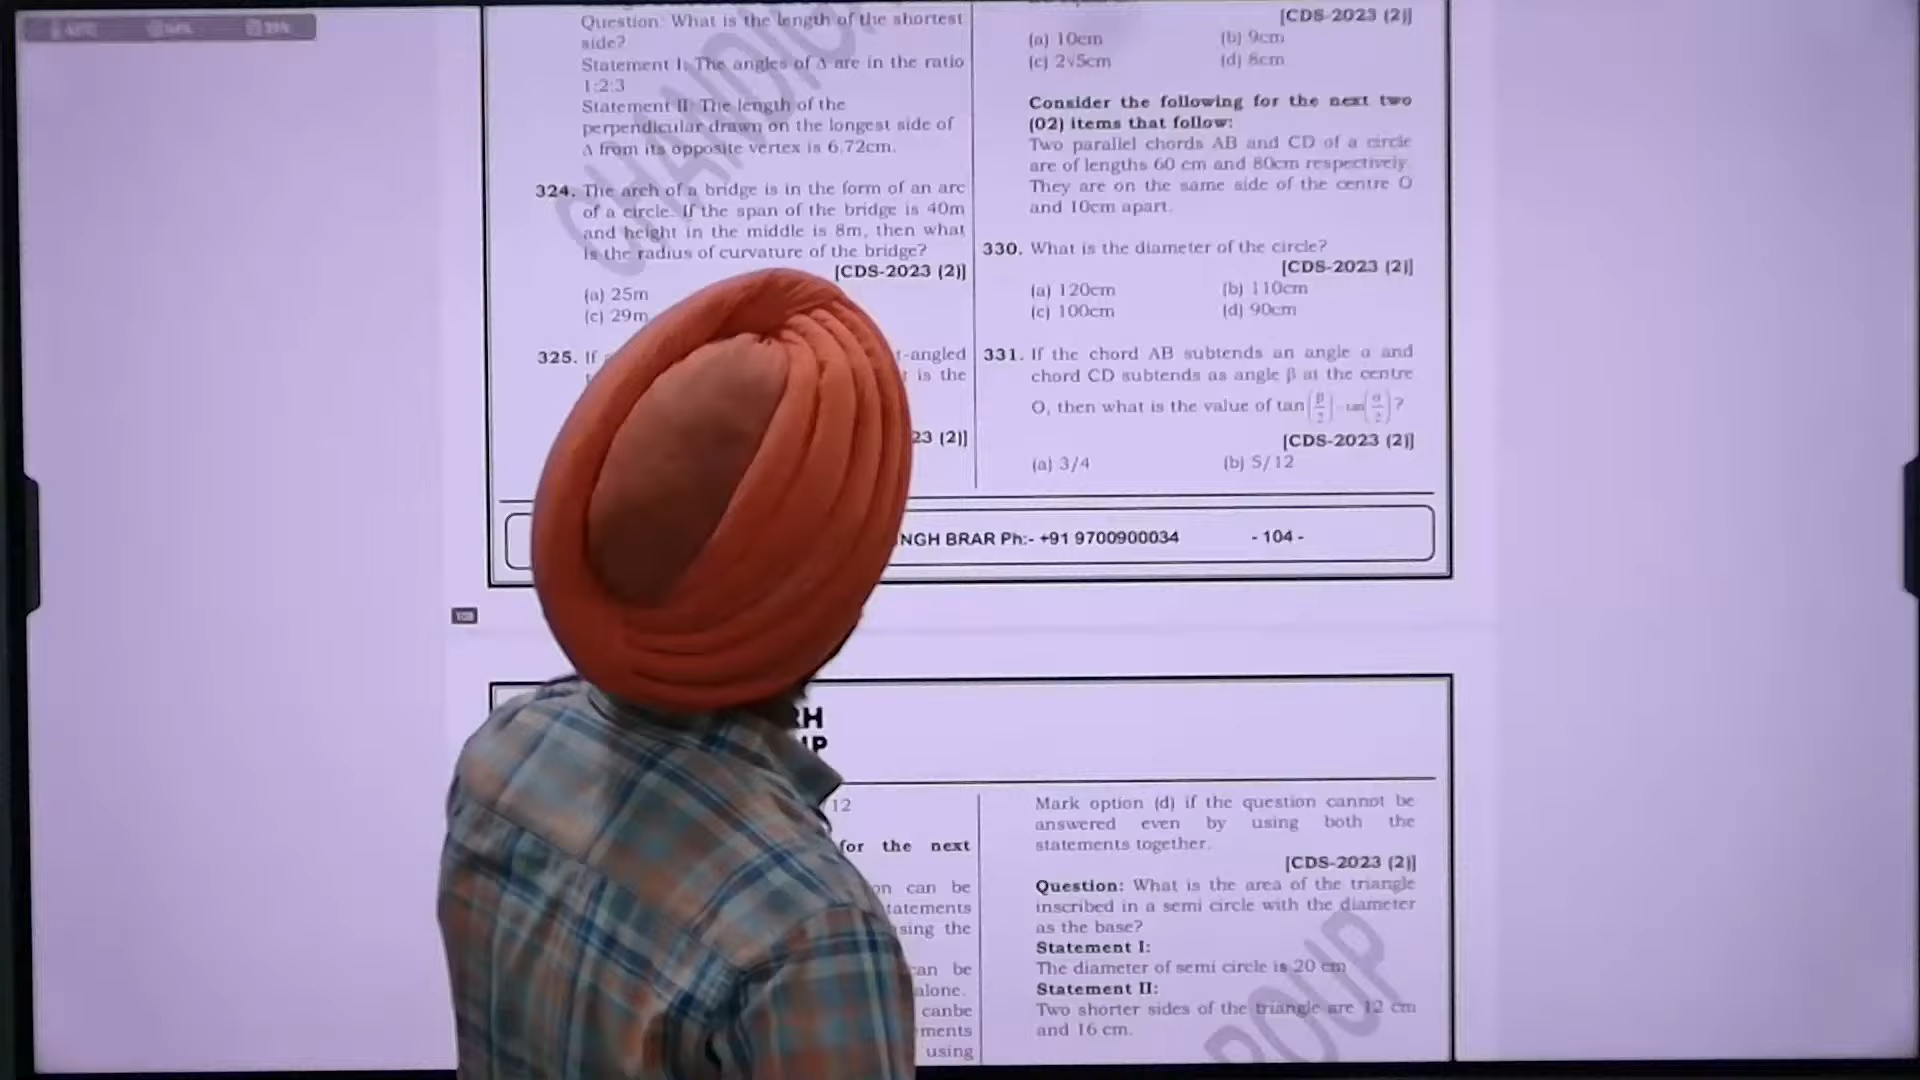 Question: What is the length of the shortest
side?
Statement I: The angles of Δ are in the ratio
1:2:3
Statement II: The length of the
perpendicular drawn on the longest side of
Δ from its opposite vertex is 6.72cm.
324. The arch of a bridge is in the form of an arc
of a circle. If the span of the bridge is 40m
and height in the middle is 8m, then what
is the radius of curvature of the bridge?
[CDS-2023 (2)]
(a) 25m
(c) 29m
325. If
-angled
is the
23 (2)]
[CDS-2023 (2)]
(a) 10cm (b) 9cm
(c) 2√5cm (d) 8cm
Consider the following for the next two
(02) items that follow:
Two parallel chords AB and CD of a circle
are of lengths 60 cm and 80cm respectively.
They are on the same side of the centre O
and 10cm apart.
330. What is the diameter of the circle?
[CDS-2023 (2)]
(a) 120cm (b) 110cm
(c) 100cm (d) 90cm
331. If the chord AB subtends an angle α and
chord CD subtends as angle β at the centre
O, then what is the value of tan(β/2) tan(α/2)?
[CDS-2023 (2)]
(a) 3/4 (b) 5/12
NGH BRAR Ph:- +91 9700900034 - 104 -
RH
UP
/12
for the next
on can be
tatements
sing the
can be
alone.
canbe
ments
using
Mark option (d) if the question cannot be
answered even by using both the
statements together.
[CDS-2023 (2)]
Question: What is the area of the triangle
inscribed in a semi circle with the diameter
as the base?
Statement I:
The diameter of semi circle is 20 cm
Statement II:
Two shorter sides of the triangle are 12 cm
and 16 cm.